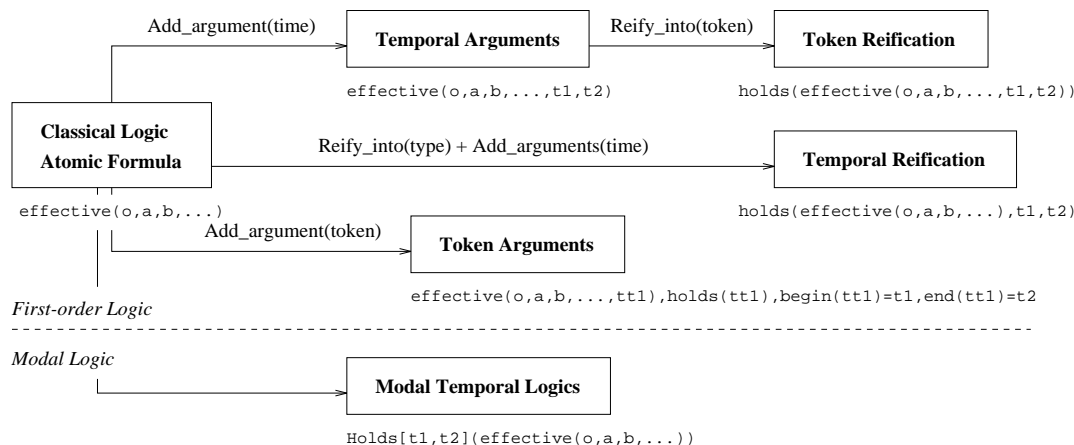 Add_argument(time)
Reify_into(token)
Temporal Arguments
Token Reification
effective(o,a,b,...,t1,t2)
holds(effective(o,a,b,...,t1,t2))
Classical Logic
Atomic Formula
Reify_into(type) + Add_arguments(time)
Temporal Reification
effective(o,a,b,...)
holds(effective(o,a,b,...),t1,t2)
Add_argument(token)
Token Arguments
effective(o,a,b,...,tt1),holds(tt1),begin(tt1)=t1,end(tt1)=t2
First-order Logic
Modal Logic
Modal Temporal Logics
Holds[t1,t2](effective(o,a,b,...))